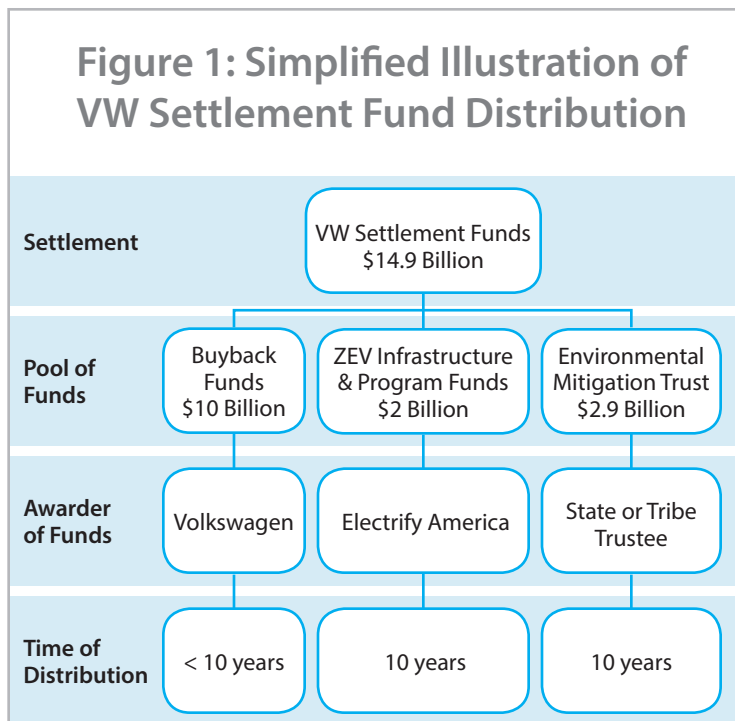 Figure 1: Simplified Illustration of
VW Settlement Fund Distribution
Settlement
VW Settlement Funds
$14.9 Billion
Pool of
Funds
Buyback
Funds
$10 Billion
ZEV Infrastructure
& Program Funds
$2 Billion
Environmental
Mitigation Trust
$2.9 Billion
Awarder
of Funds
Volkswagen
Electrify America
State or Tribe
Trustee
Time of
Distribution
< 10 years
10 years
10 years